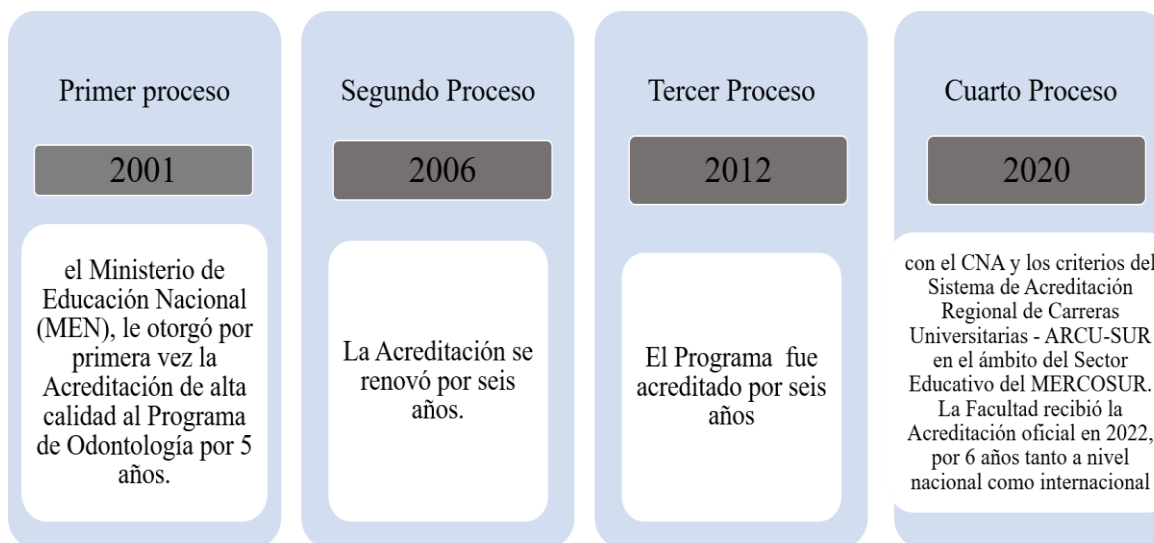 Primer proceso
2001
el Ministerio de
Educación Nacional
(MEN), le otorgó por
primera vez la
Acreditación de alta
calidad al Programa
de Odontología por 5
años.
Segundo Proceso
2006
La Acreditación se
renovó por seis
años.
Tercer Proceso
2012
El Programa fue
acreditado por seis
años
Cuarto Proceso
2020
con el CNA y los criterios del
Sistema de Acreditación
Regional de Carreras
Universitarias - ARCU-SUR
en el ámbito del Sector
Educativo del MERCOSUR.
La Facultad recibió la
Acreditación oficial en 2022,
por 6 años tanto a nivel
nacional como internacional